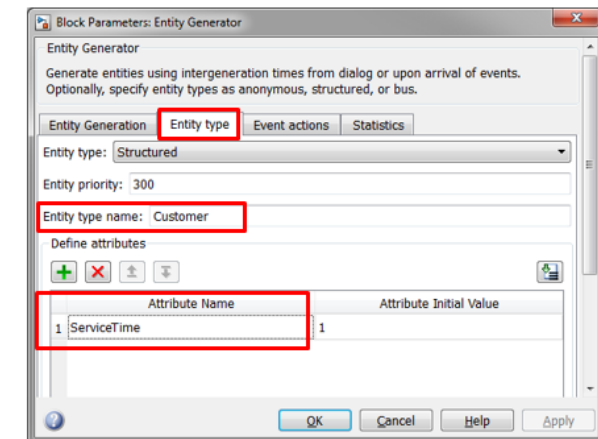 Block Parameters: Entity Generator
Entity Generator
Generate entities using intergeneration times from dialog or upon arrival of events.
Optionally, specify entity types as anonymous, structured, or bus.
Entity Generation Entity type Event actions Statistics
Entity type: Structured
Entity priority: 300
Entity type name: Customer
Define attributes
Attribute Name Attribute Initial Value
1 ServiceTime 1
OK Cancel Help Apply